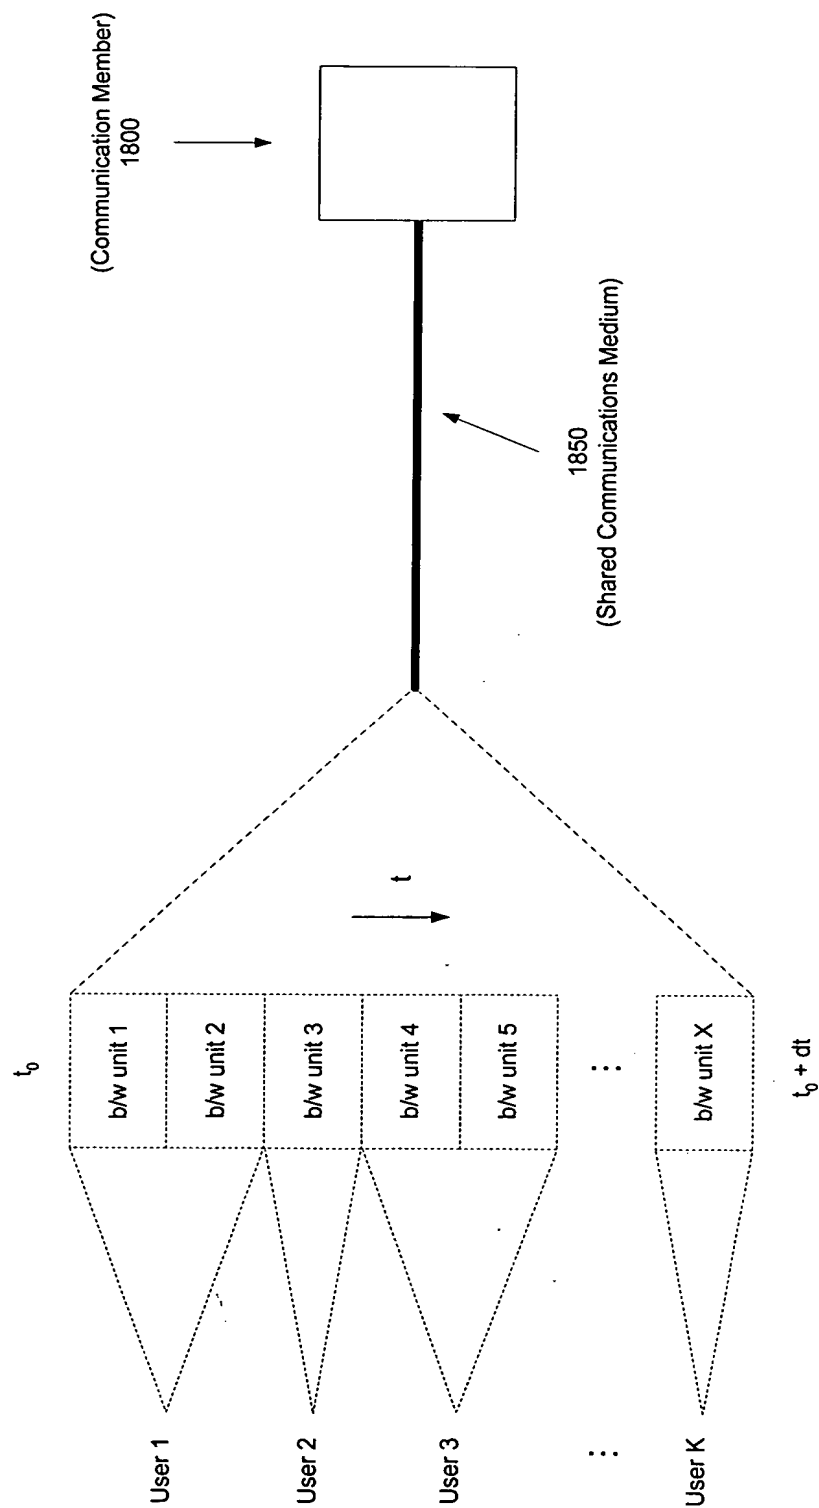 (Communication Member)
1800
1850
(Shared Communications Medium)
t
t₀
b/w unit 1
b/w unit 2
b/w unit 3
b/w unit 4
b/w unit 5
⋮
b/w unit X
t₀ + dt
User 1
User 2
User 3
⋮
User K